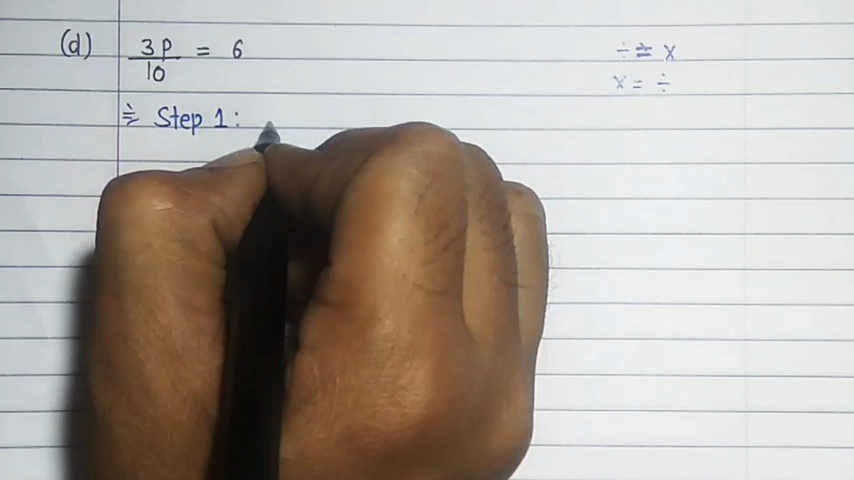 (d) 3p/10 = 6
÷ = x
x = ÷
÷ Step 1: